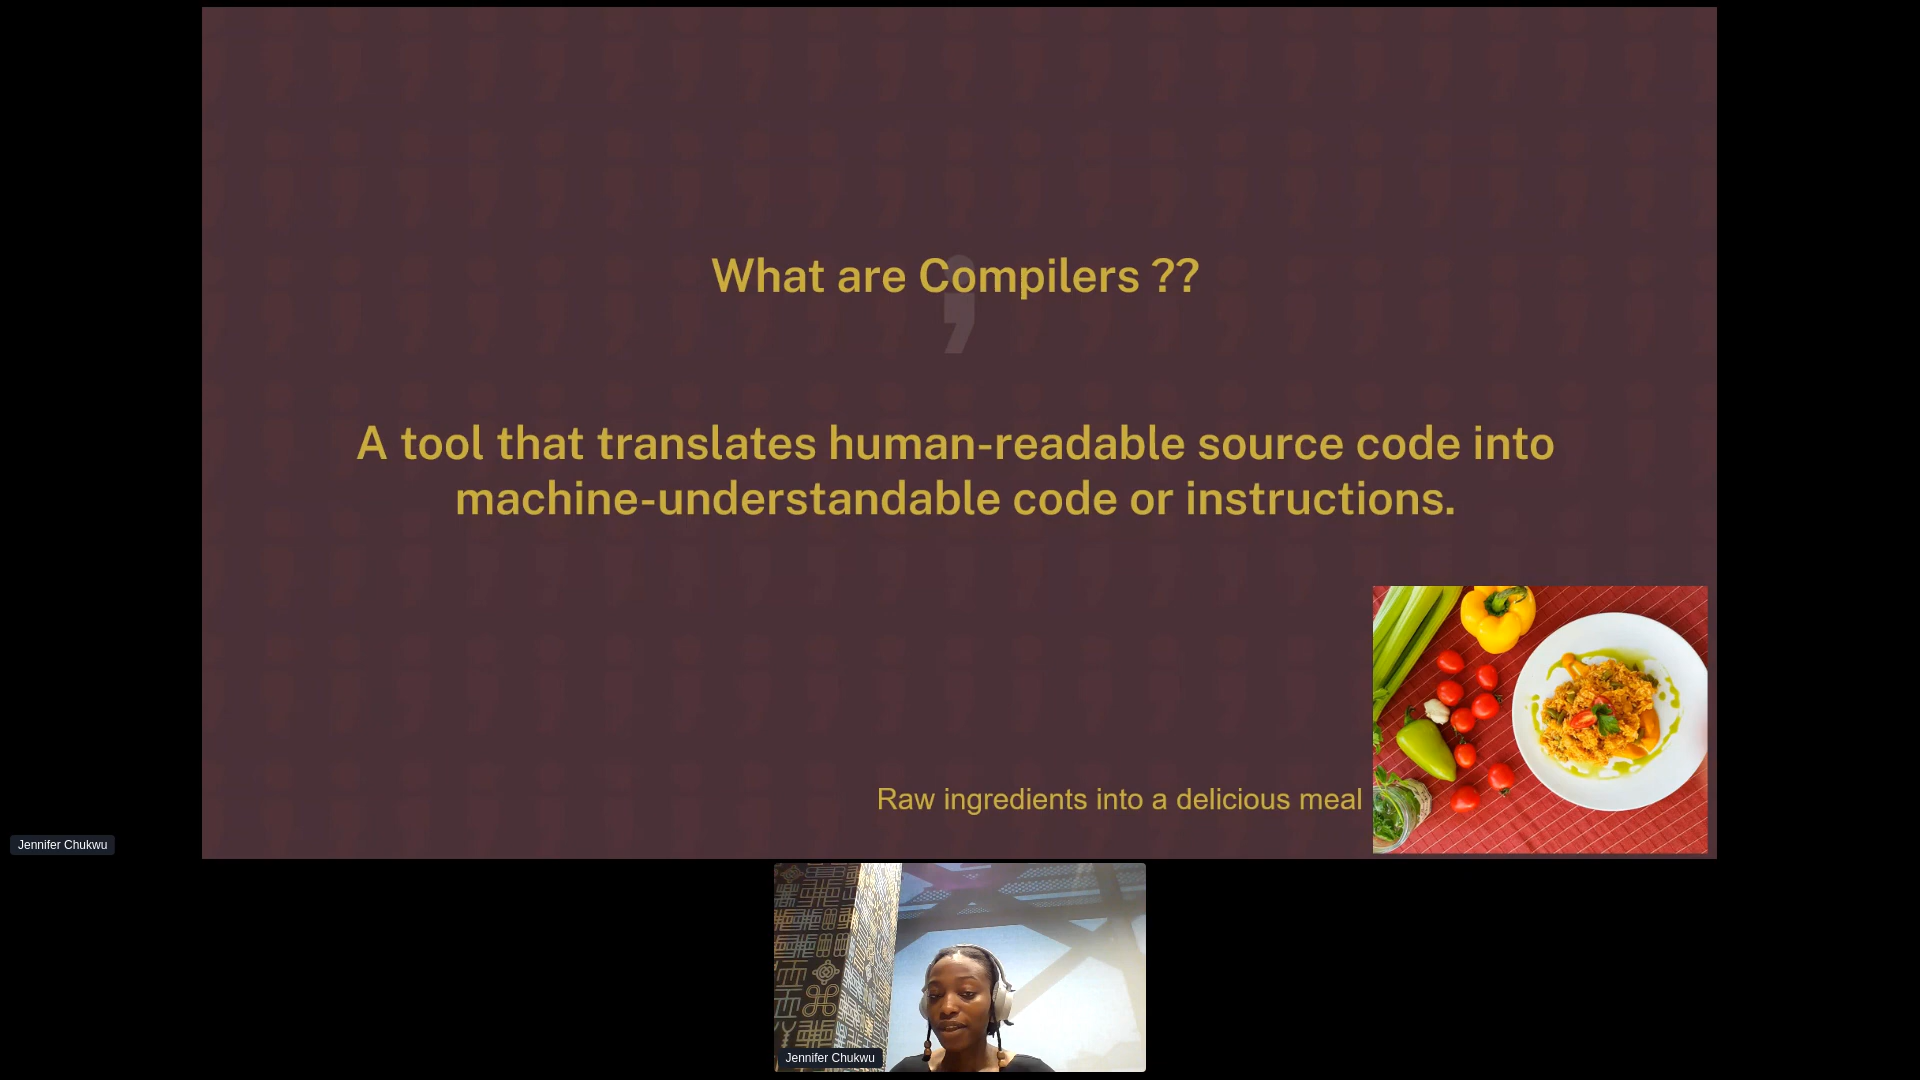 What are Compilers ??
A tool that translates human-readable source code into
machine-understandable code or instructions.
Raw ingredients into a delicious meal
Jennifer Chukwu
Jennifer Chukwu